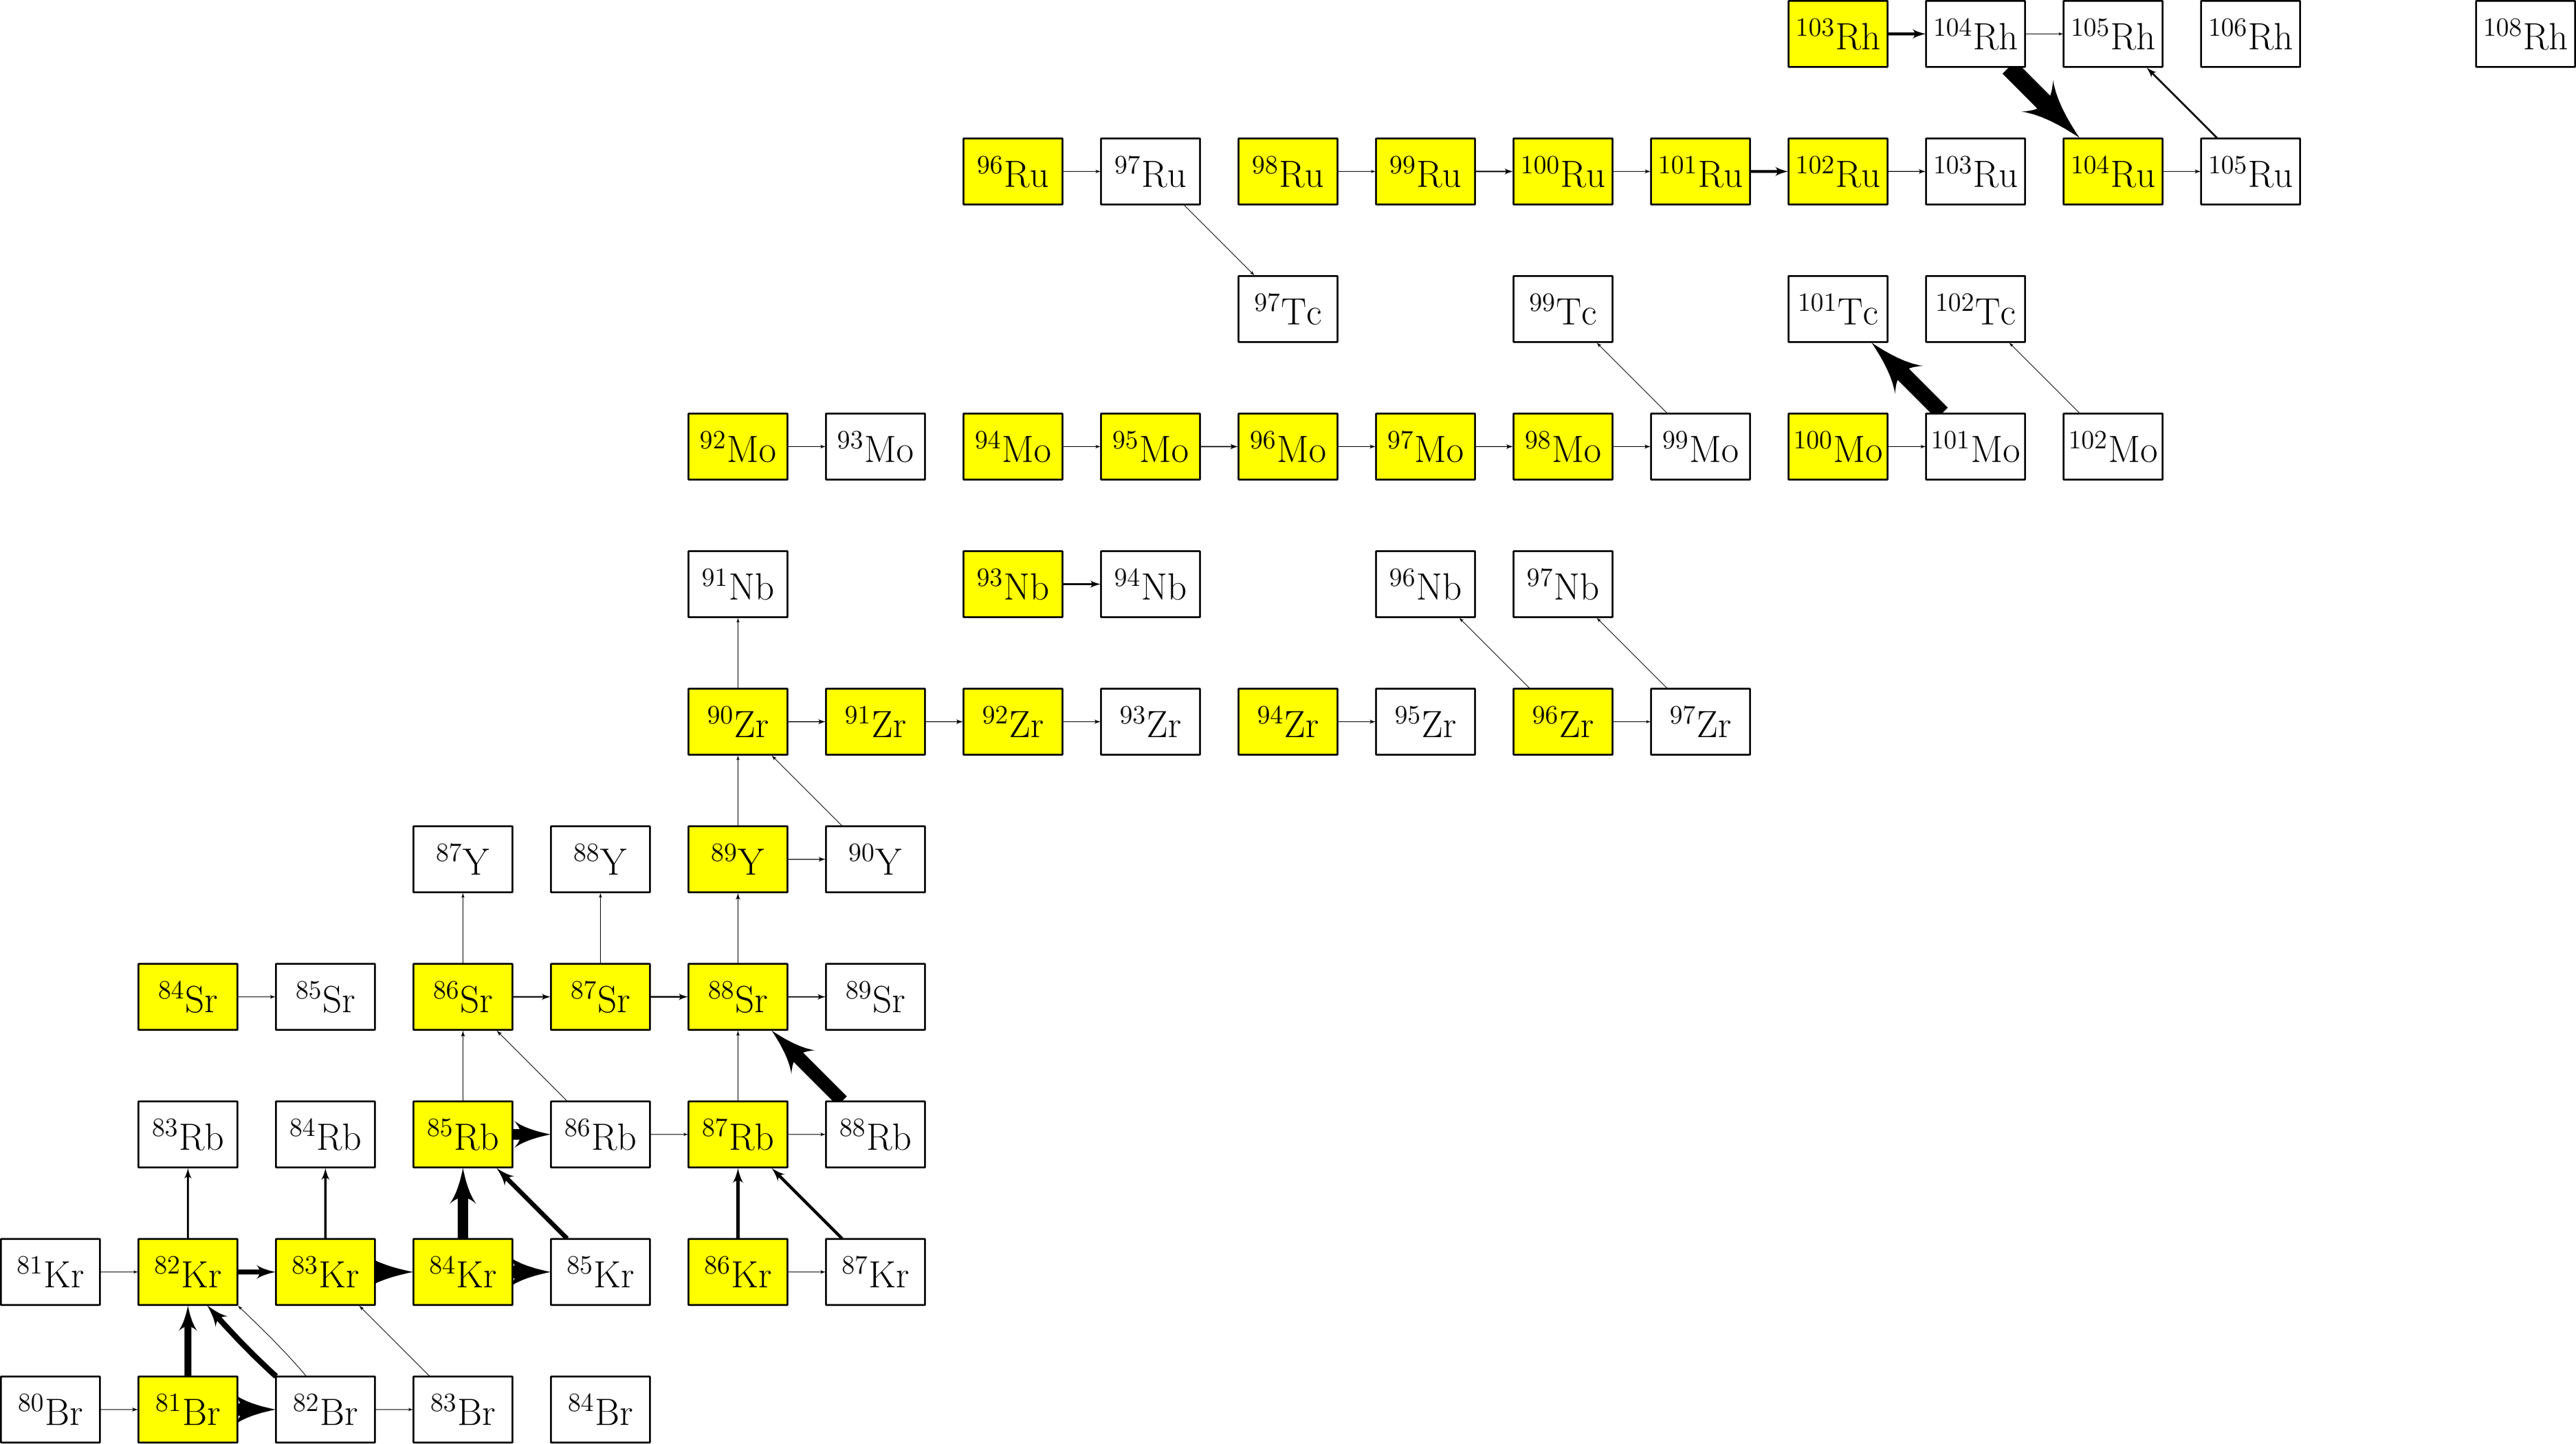 ¹⁰³Rh ¹⁰⁴Rh ¹⁰⁵Rh ¹⁰⁶Rh ¹⁰⁸Rh
⁹⁶Ru ⁹⁷Ru ⁹⁸Ru ⁹⁹Ru ¹⁰⁰Ru ¹⁰¹Ru ¹⁰²Ru ¹⁰³Ru ¹⁰⁴Ru ¹⁰⁵Ru
⁹⁷Tc ⁹⁹Tc ¹⁰¹Tc ¹⁰²Tc
⁹²Mo ⁹³Mo ⁹⁴Mo ⁹⁵Mo ⁹⁶Mo ⁹⁷Mo ⁹⁸Mo ⁹⁹Mo ¹⁰⁰Mo ¹⁰¹Mo ¹⁰²Mo
⁹¹Nb ⁹³Nb ⁹⁴Nb ⁹⁶Nb ⁹⁷Nb
⁹⁰Zr ⁹¹Zr ⁹²Zr ⁹³Zr ⁹⁴Zr ⁹⁵Zr ⁹⁶Zr ⁹⁷Zr
⁸⁷Y ⁸⁸Y ⁸⁹Y ⁹⁰Y
⁸⁴Sr ⁸⁵Sr ⁸⁶Sr ⁸⁷Sr ⁸⁸Sr ⁸⁹Sr
⁸³Rb ⁸⁴Rb ⁸⁵Rb ⁸⁶Rb ⁸⁷Rb ⁸⁸Rb
⁸¹Kr ⁸²Kr ⁸³Kr ⁸⁴Kr ⁸⁵Kr ⁸⁶Kr ⁸⁷Kr
⁸⁰Br ⁸¹Br ⁸²Br ⁸³Br ⁸⁴Br